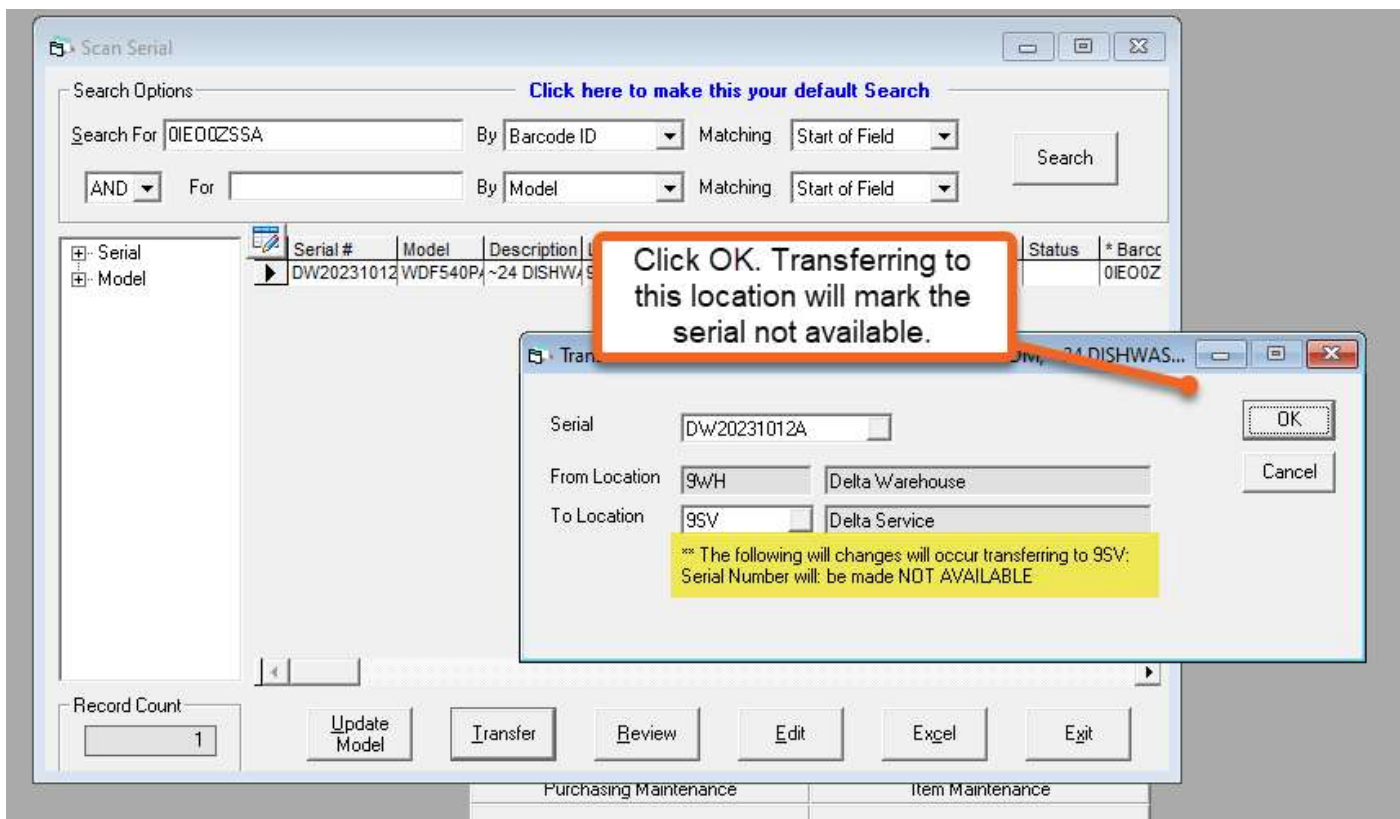 Scan Serial
Search Options
Click here to make this your default Search
Search For 0IEO0ZSSA By Barcode ID Matching Start of Field
Search
AND For By Model Matching Start of Field
Serial
Model
Serial # Model Description Status * Barcc
DW20231012 WDF540P ~24 DISHW 0IEO0Z
Click OK. Transferring to
this location will mark the
serial not available.
DISHWAS...
Serial DW20231012A
OK
From Location 9WH Delta Warehouse
Cancel
To Location 9SV Delta Service
** The following will changes will occur transferring to 9SV:
Serial Number will: be made NOT AVAILABLE
Record Count
1
Update
Model
Transfer
Review
Edit
Excel
Exit
Purchasing Maintenance Item Maintenance